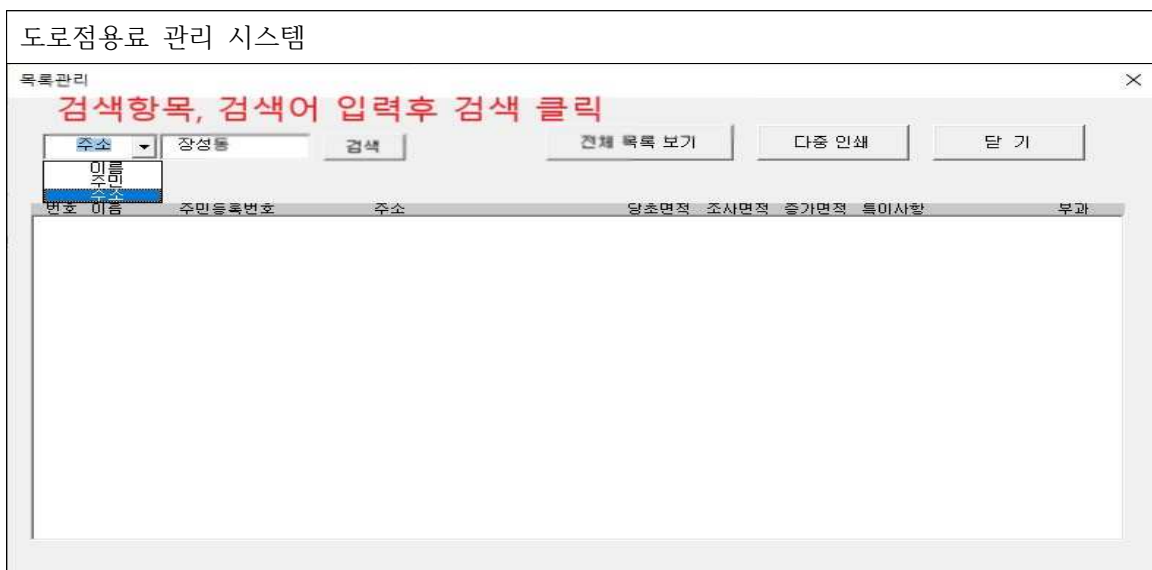 도로점용료 관리 시스템
목록관리
검색항목, 검색어 입력후 검색 클릭
주소 장성동 검색 전체 목록 보기 다중 인쇄 닫 기
이름
주민
주소
번호 이름 주민등록번호 주소 당초면적 조사면적 증가면적 특이사항 부과